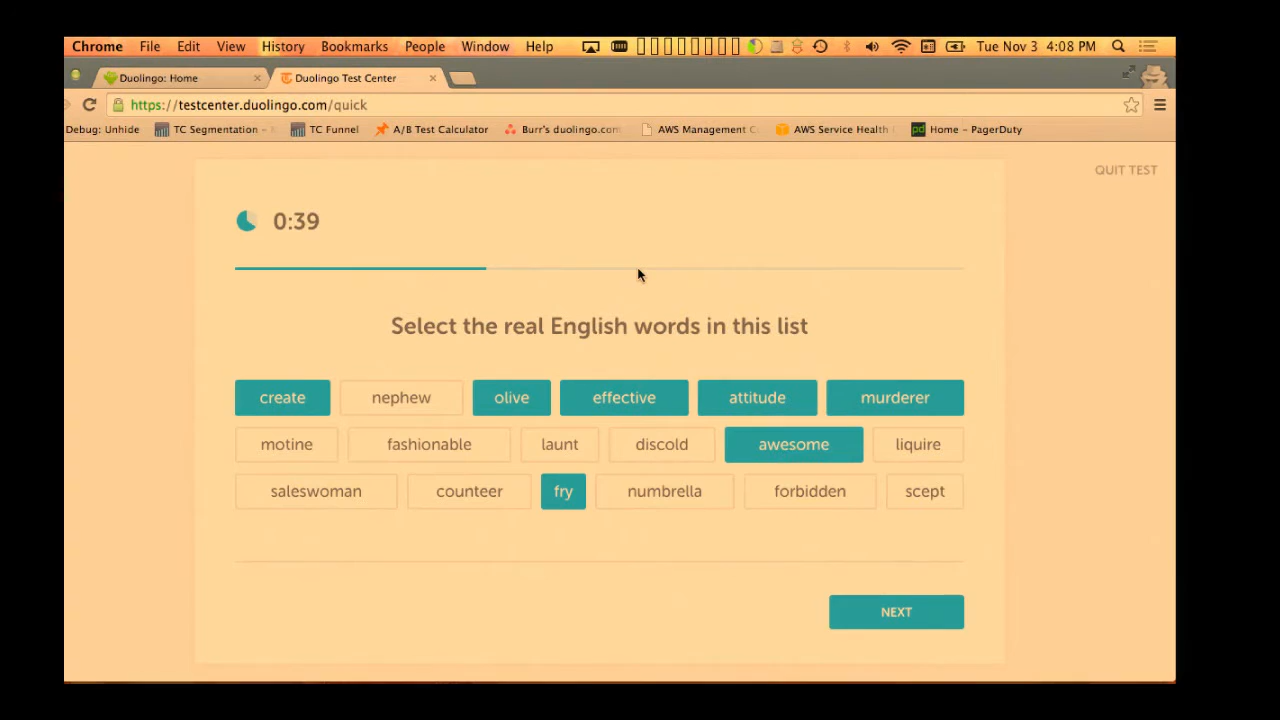 Chrome File Edit View History Bookmarks People Window Help Tue Nov 3 4:08 PM
Duolingo: Home Duolingo Test Center
https://testcenter.duolingo.com/quick
Debug: Unhide TC Segmentation - TC Funnel A/B Test Calculator Burr's duolingo.com AWS Management C AWS Service Health pd Home - PagerDuty
QUIT TEST
0:39
Select the real English words in this list
create nephew olive effective attitude murderer
motine fashionable launt discold awesome liquire
saleswoman counteer fry numbrella forbidden scept
NEXT